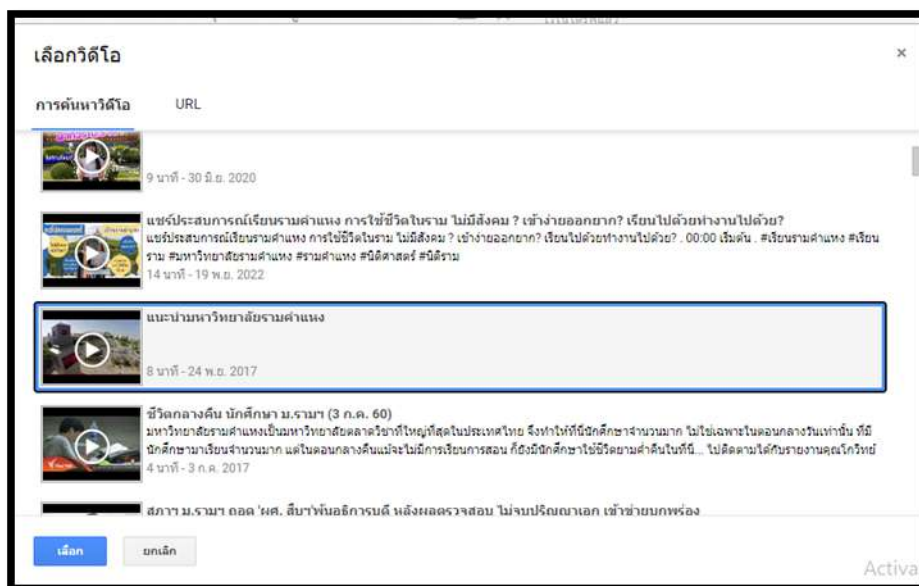 เลือกวิดีโอ
×
การค้นหาวิดีโอ
URL
9 นาที - 30 มิ.ย. 2020
แชร์ประสบการณ์เรียนรามคำแหง การใช้ชีวิตในราม ไม่มีสังคม ? เข้าง่ายออกยาก? เรียนไปด้วยทำงานไปด้วย?
แชร์ประสบการณ์เรียนรามคำแหง การใช้ชีวิตในราม ไม่มีสังคม ? เข้าง่ายออกยาก? เรียนไปด้วยทำงานไปด้วย? . 00:00 เริ่มต้น . #เรียนรามคำแหง #เรียน
ราม #มหาวิทยาลัยรามคำแหง #รามคำแหง #นิติศาสตร์ #นิติราม
14 นาที - 19 พ.ย. 2022
แนะนำมหาวิทยาลัยรามคำแหง
8 นาที - 24 พ.ย. 2017
ชีวิตกลางคืน นักศึกษา ม.รามฯ (3 ก.ค. 60)
มหาวิทยาลัยรามคำแหงเป็นมหาวิทยาลัยตลาดวิชาที่ใหญ่ที่สุดในประเทศไทย จึงทำให้ที่นี่มีนักศึกษาจำนวนมาก ไม่ใช่เฉพาะในตอนกลางวันเท่านั้น ที่มี
นักศึกษามาเรียนจำนวนมาก แต่ในตอนกลางคืนแม้จะไม่มีการเรียนการสอน ก็ยังมีนักศึกษาใช้ชีวิตยามค่ำคืนในที่นี่... ไปติดตามได้กับรายงานคุณโกวิทย์
4 นาที - 3 ก.ค. 2017
สภาฯ ม.รามฯ ถอด 'ผศ. สืบฯ'พ้นอธิการบดี หลังผลตรวจสอบ ไม่จบปริญญาเอก เข้าข่ายบกพร่อง
เลือก
ยกเลิก
Activa